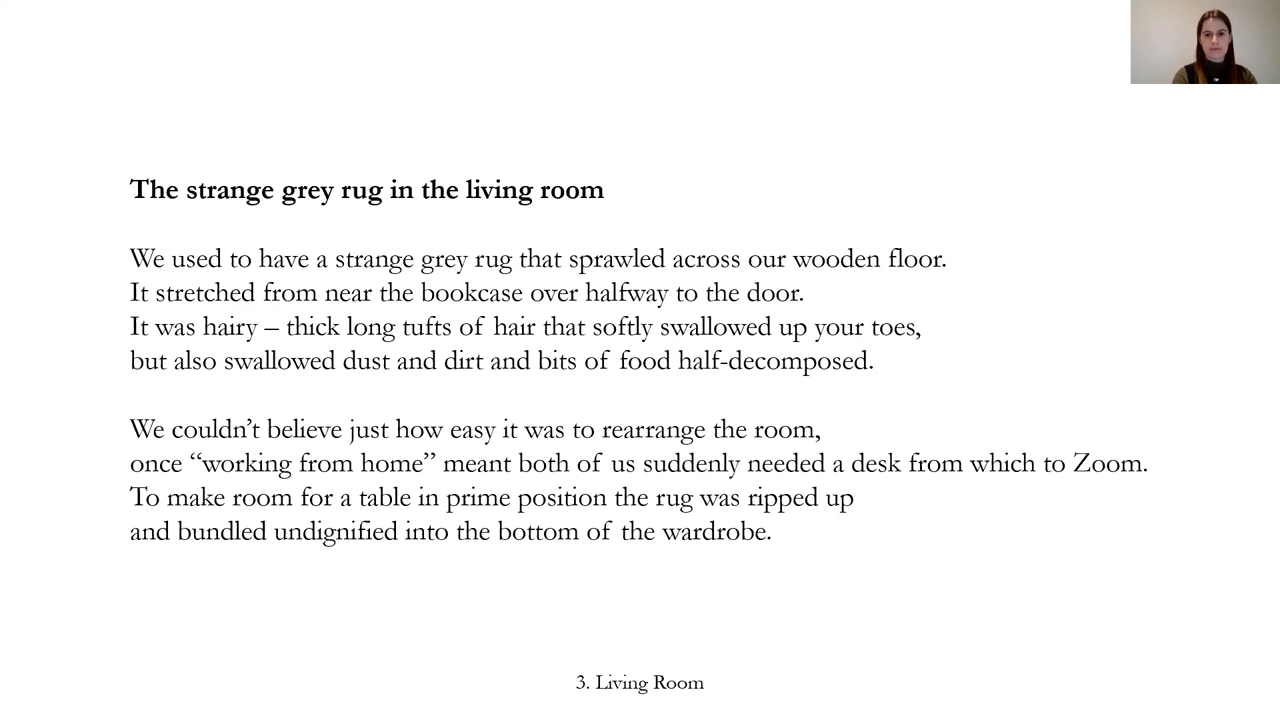 The strange grey rug in the living room
We used to have a strange grey rug that sprawled across our wooden floor.
It stretched from near the bookcase over halfway to the door.
It was hairy – thick long tufts of hair that softly swallowed up your toes,
but also swallowed dust and dirt and bits of food half-decomposed.
We couldn’t believe just how easy it was to rearrange the room,
once “working from home” meant both of us suddenly needed a desk from which to Zoom.
To make room for a table in prime position the rug was ripped up
and bundled undignified into the bottom of the wardrobe.
3. Living Room